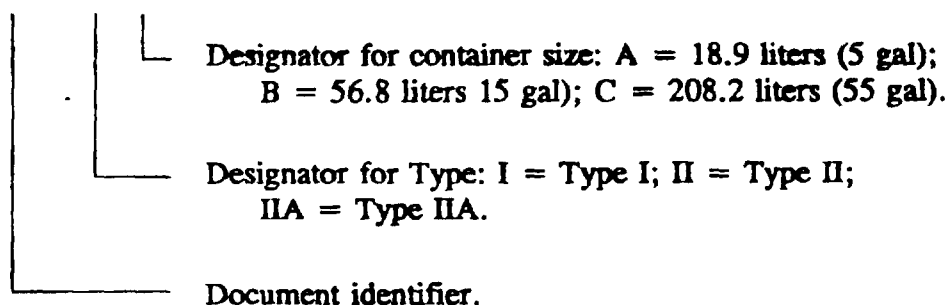 Designator for container size: A = 18.9 liters (5 gal);
B = 56.8 liters 15 gal); C = 208.2 liters (55 gal).
Designator for Type: I = Type I; II = Type II;
IIA = Type IIA.
Document identifier.